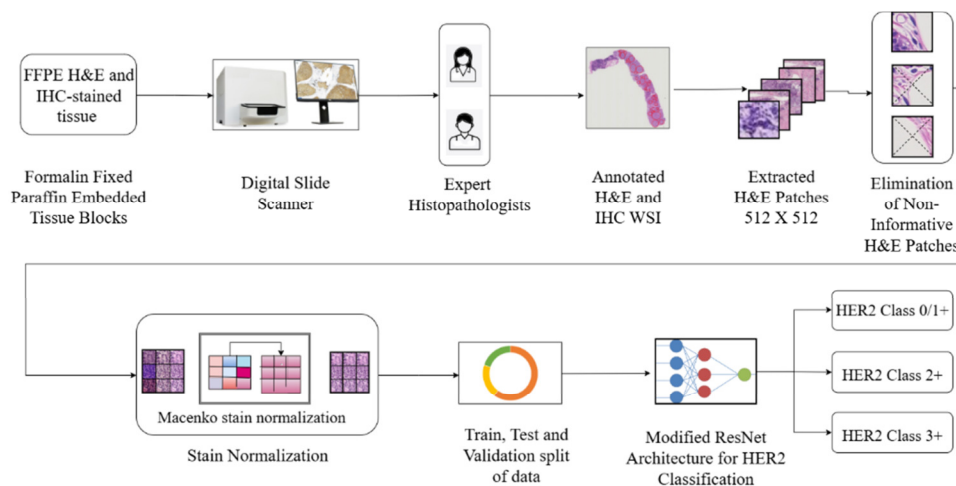 FFPE H&E and
IHC-stained
tissue
Formalin Fixed
Paraffin Embedded
Tissue Blocks
Digital Slide
Scanner
Expert
Histopathologists
Annotated
H&E and
IHC WSI
Extracted
H&E Patches
512 X 512
Elimination
of Non-
Informative
H&E Patches
Macenko stain normalization
Stain Normalization
Train, Test and
Validation split
of data
Modified ResNet
Architecture for HER2
Classification
HER2 Class 0/1+
HER2 Class 2+
HER2 Class 3+